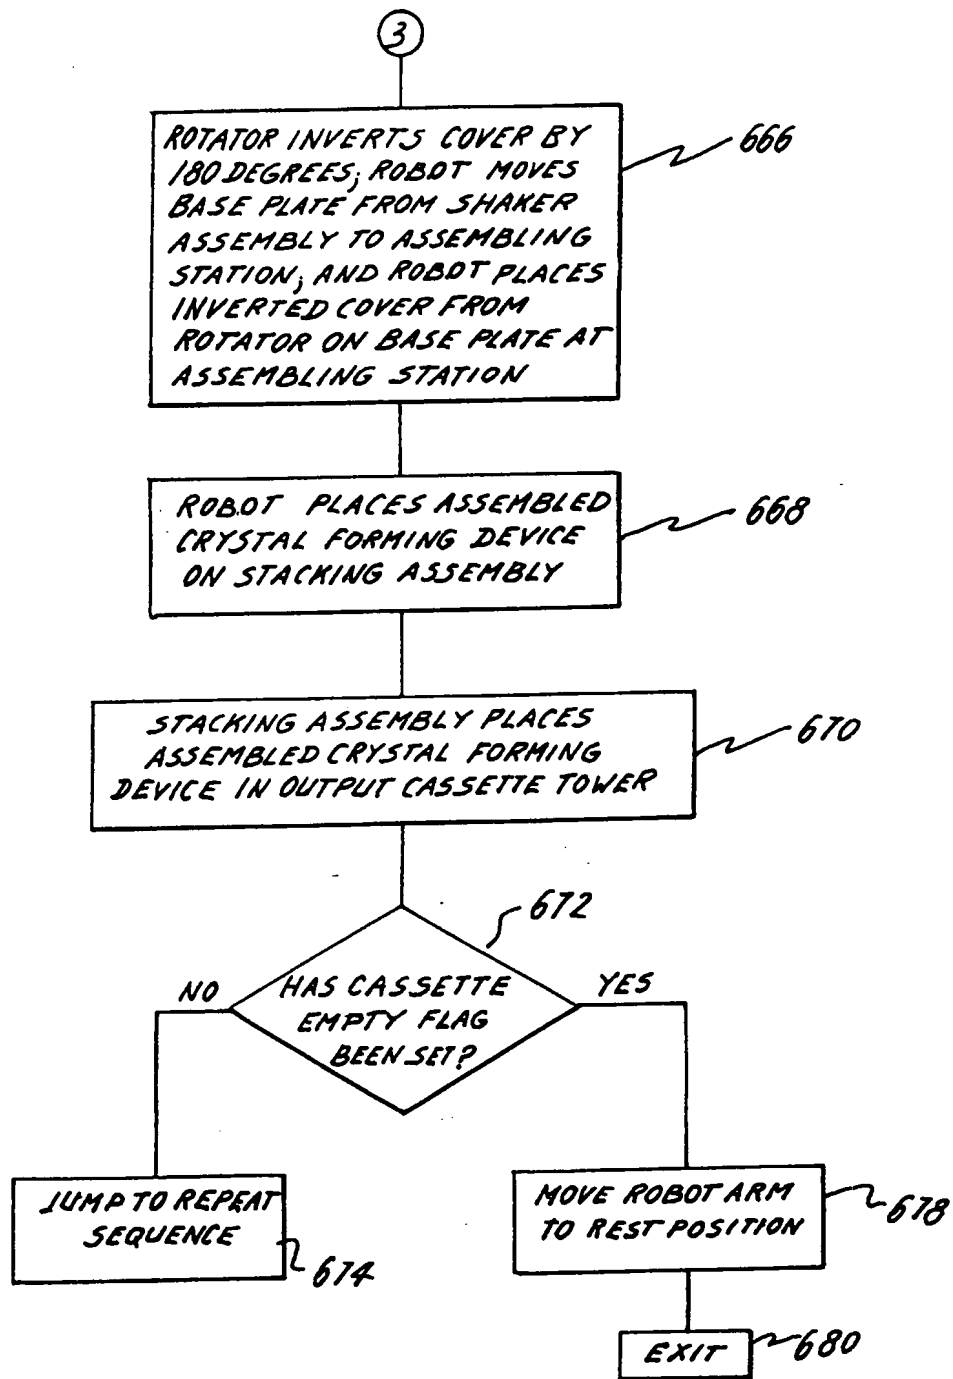 3
ROTATOR INVERTS COVER BY
180 DEGREES; ROBOT MOVES
BASE PLATE FROM SHAKER
ASSEMBLY TO ASSEMBLING
STATION; AND ROBOT PLACES
INVERTED COVER FROM
ROTATOR ON BASE PLATE AT
ASSEMBLING STATION
666
ROBOT PLACES ASSEMBLED
CRYSTAL FORMING DEVICE
ON STACKING ASSEMBLY
668
STACKING ASSEMBLY PLACES
ASSEMBLED CRYSTAL FORMING
DEVICE IN OUTPUT CASSETTE TOWER
670
672
HAS CASSETTE
EMPTY FLAG
BEEN SET?
NO
YES
JUMP TO REPEAT
SEQUENCE
674
MOVE ROBOT ARM
TO REST POSITION
678
EXIT
680